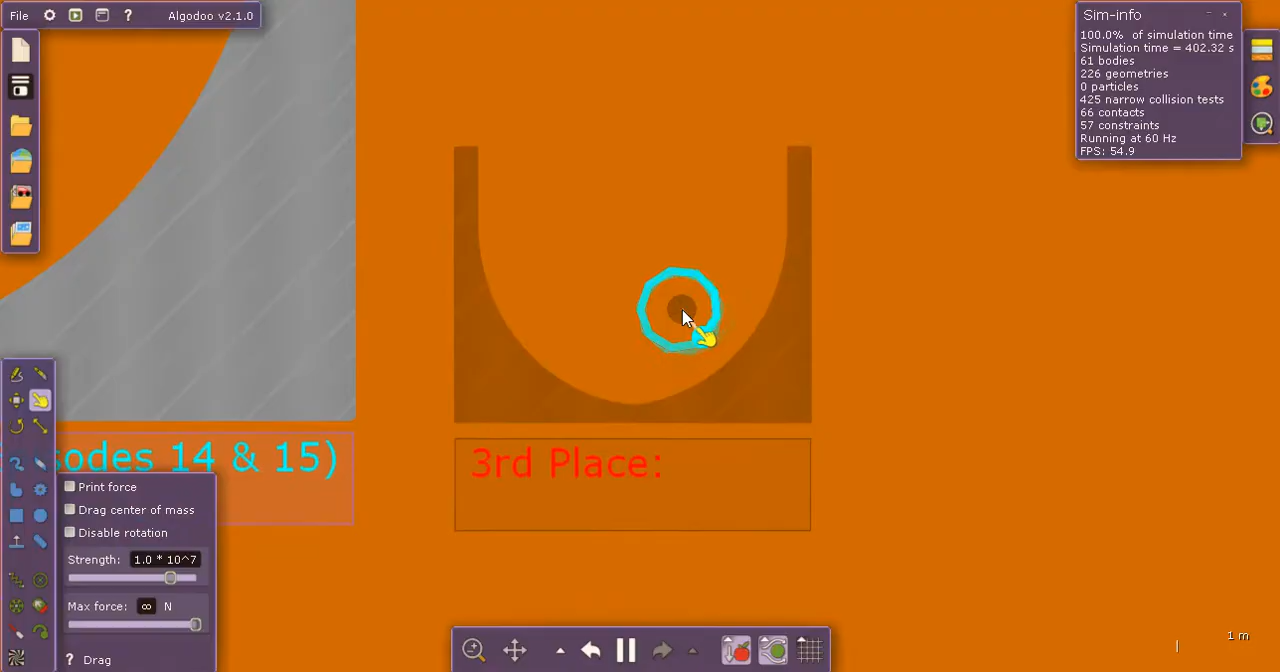 File ? Algodoo v2.1.0
Sim-info
100.0% of simulation time
Simulation time = 402.32 s
61 bodies
226 geometries
0 particles
425 narrow collision tests
66 contacts
57 constraints
Running at 60 Hz
FPS: 54.9
sodes 14 & 15)
3rd Place:
Print force
Drag center of mass
Disable rotation
Strength: 1.0 * 10^7
Max force: ∞ N
? Drag
1 m